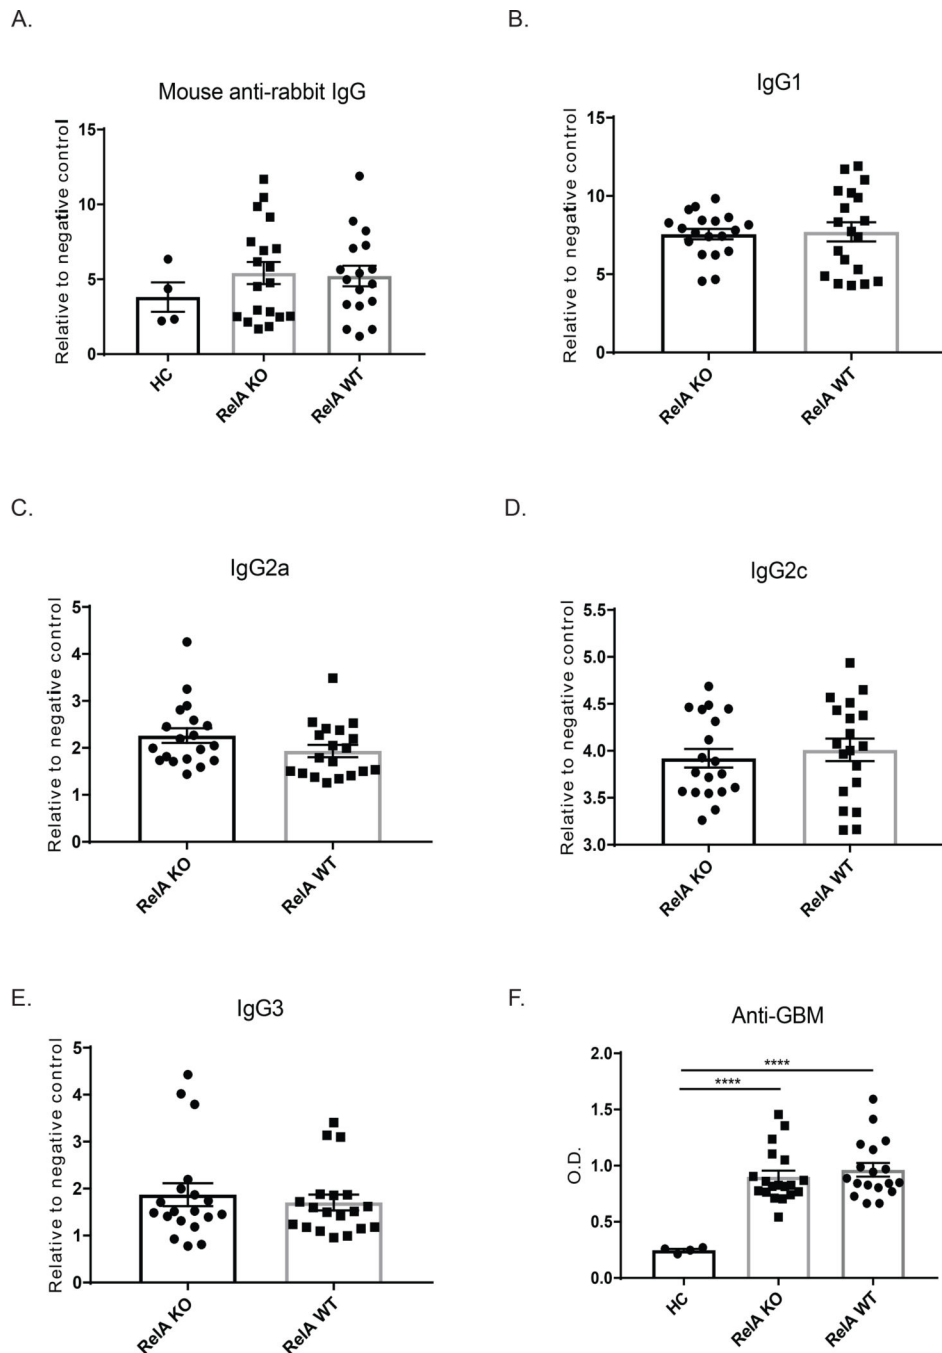 A.
Mouse anti-rabbit IgG
Relative to negative control
15
10
5
0
HC
RelA KO
RelA WT
B.
IgG1
Relative to negative control
15
10
5
0
RelA KO
RelA WT
C.
IgG2a
Relative to negative control
5
4
3
2
1
0
RelA KO
RelA WT
D.
IgG2c
Relative to negative control
5.5
5.0
4.5
4.0
3.5
3.0
RelA KO
RelA WT
E.
IgG3
Relative to negative control
5
4
3
2
1
0
RelA KO
RelA WT
F.
Anti-GBM
O.D.
2.0
1.5
1.0
0.5
0.0
****
****
HC
RelA KO
RelA WT